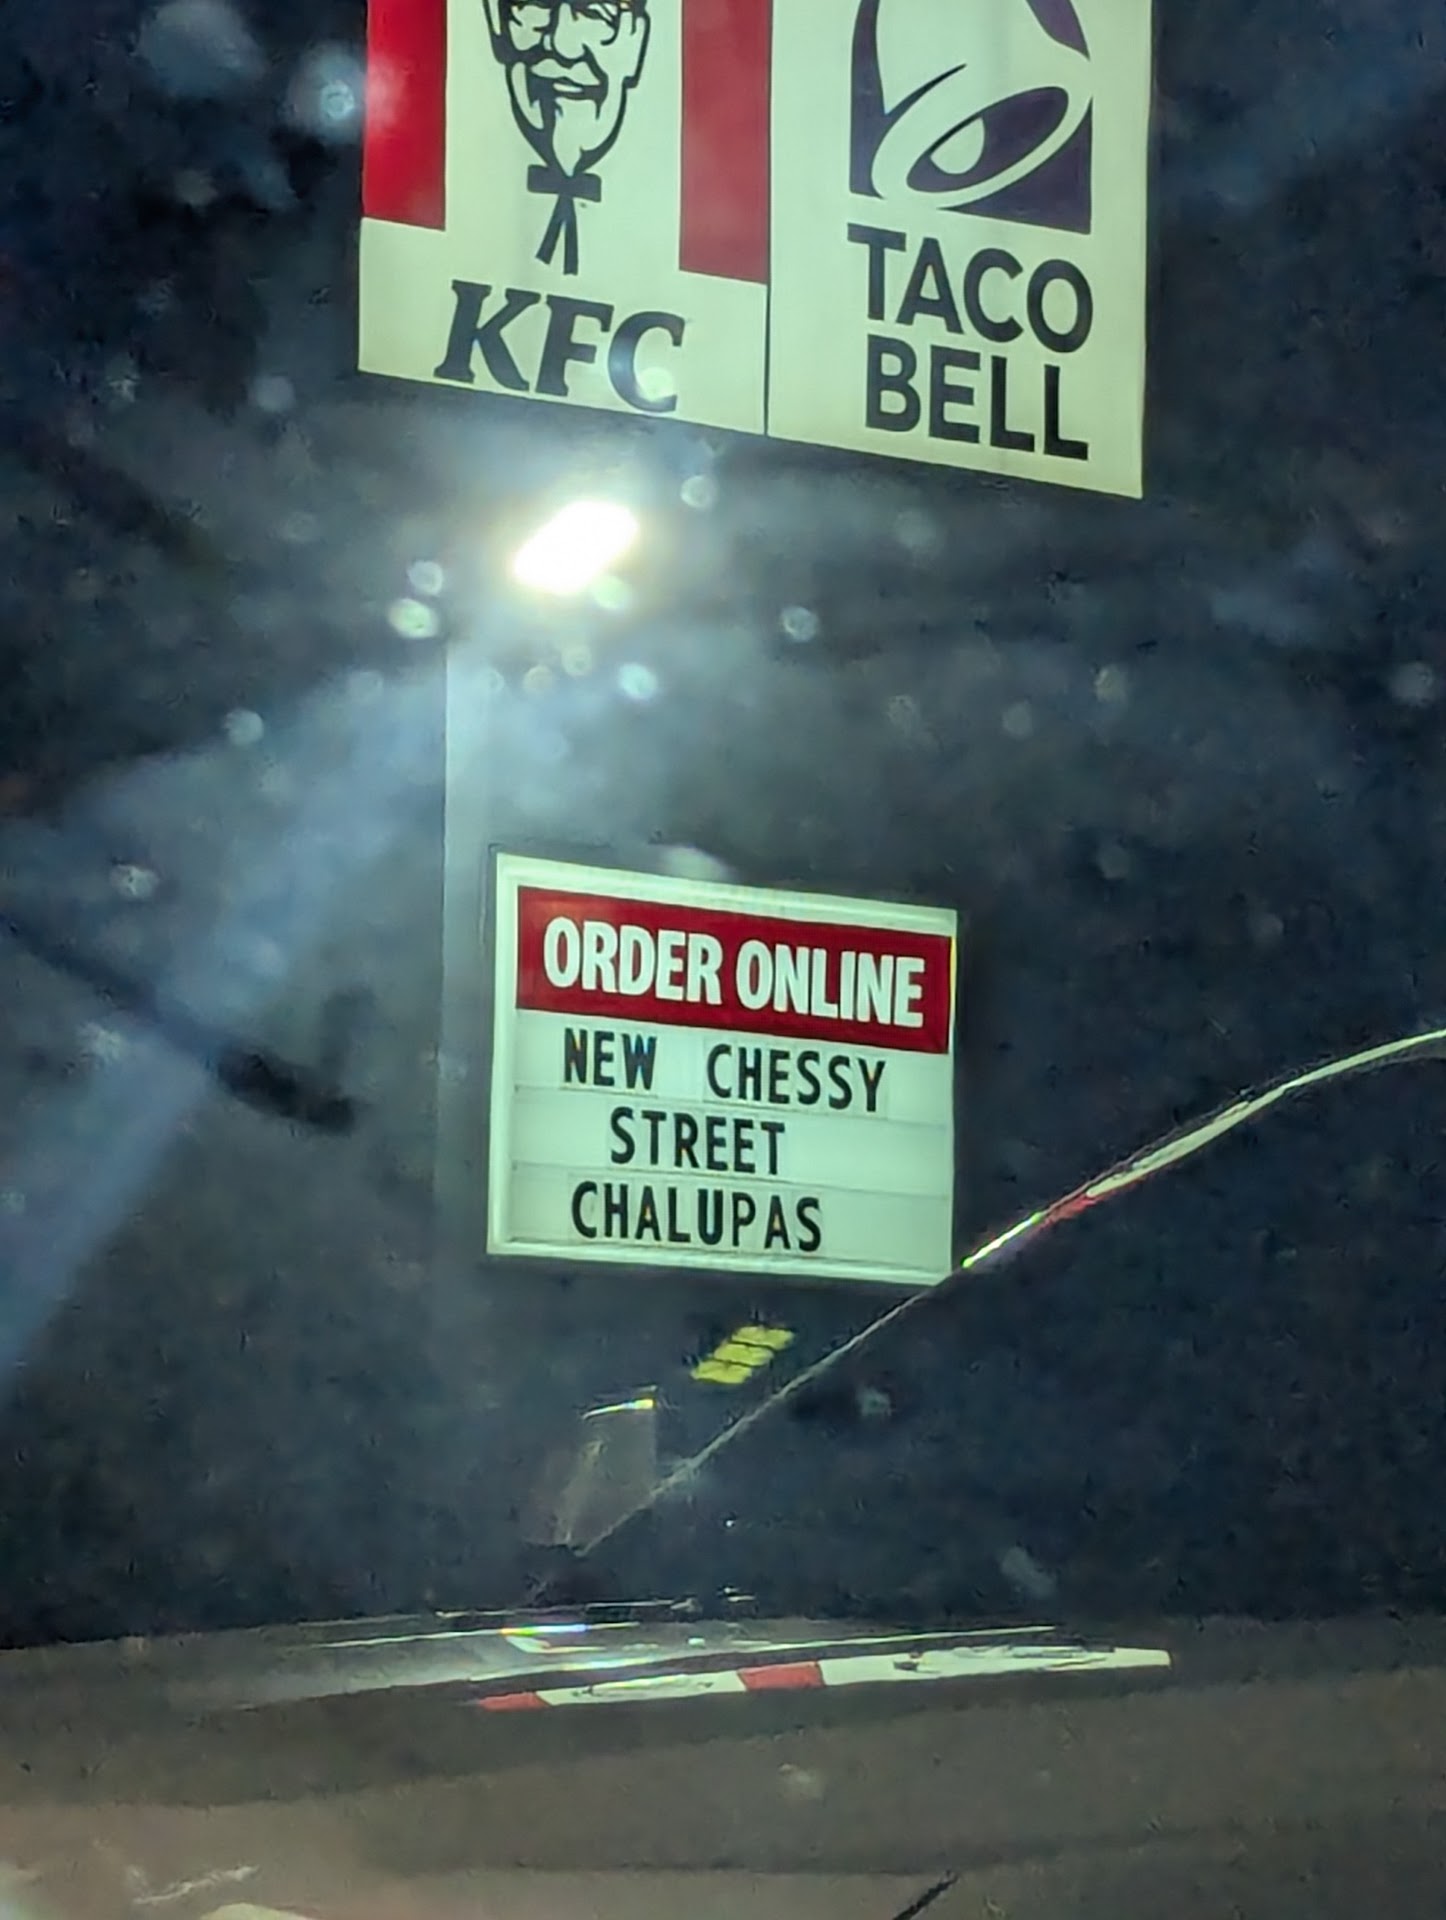 KFC
TACO
BELL
ORDER ONLINE
NEW CHESSY
STREET
CHALUPAS